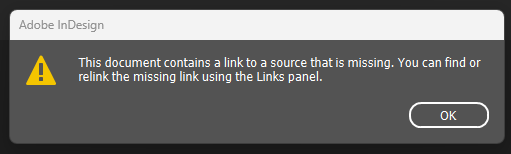 Adobe InDesign
This document contains a link to a source that is missing. You can find or
relink the missing link using the Links panel.
OK